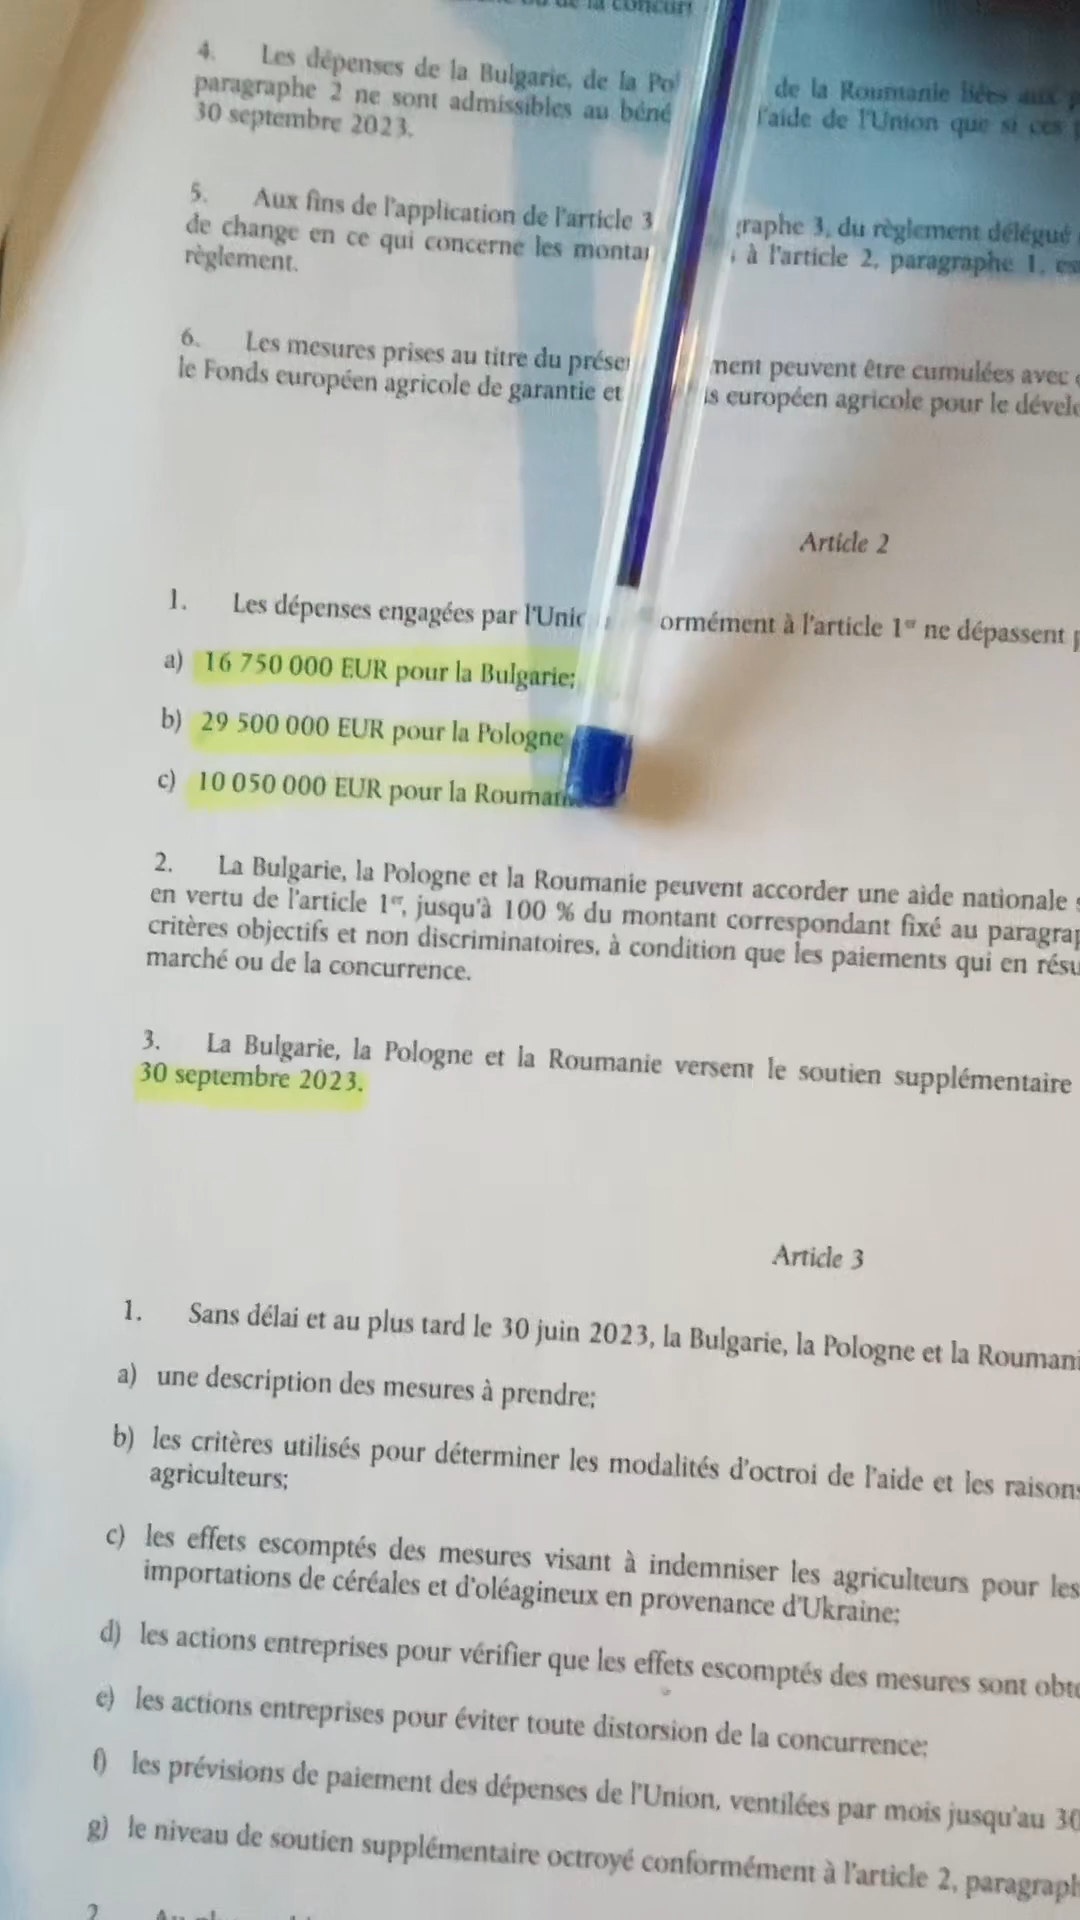 de la concurr
4. Les dépenses de la Bulgarie, de la Pol de la Roumanie liées aux p
paragraphe 2 ne sont admissibles au béné l'aide de l'Union que si ces p
30 septembre 2023.
5. Aux fins de l'application de l'article 3 graphe 3, du règlement délégué
de change en ce qui concerne les montan à l'article 2, paragraphe 1, es
règlement.
6. Les mesures prises au titre du présen ment peuvent être cumulées avec
le Fonds européen agricole de garantie et s européen agricole pour le dévelo
Article 2
1. Les dépenses engagées par l'Unio ormément à l'article 1er ne dépassent p
a) 16 750 000 EUR pour la Bulgarie;
b) 29 500 000 EUR pour la Pologne
c) 10 050 000 EUR pour la Rouman
2. La Bulgarie, la Pologne et la Roumanie peuvent accorder une aide nationale s
en vertu de l'article 1er, jusqu'à 100 % du montant correspondant fixé au paragrap
critères objectifs et non discriminatoires, à condition que les paiements qui en résu
marché ou de la concurrence.
3. La Bulgarie, la Pologne et la Roumanie versent le soutien supplémentaire
30 septembre 2023.
Article 3
1. Sans délai et au plus tard le 30 juin 2023, la Bulgarie, la Pologne et la Roumani
a) une description des mesures à prendre;
b) les critères utilisés pour déterminer les modalités d'octroi de l'aide et les raisons
agriculteurs;
c) les effets escomptés des mesures visant à indemniser les agriculteurs pour les
importations de céréales et d'oléagineux en provenance d'Ukraine;
d) les actions entreprises pour vérifier que les effets escomptés des mesures sont obte
e) les actions entreprises pour éviter toute distorsion de la concurrence;
f) les prévisions de paiement des dépenses de l'Union, ventilées par mois jusqu'au 30
g) le niveau de soutien supplémentaire octroyé conformément à l'article 2, paragraph
2.